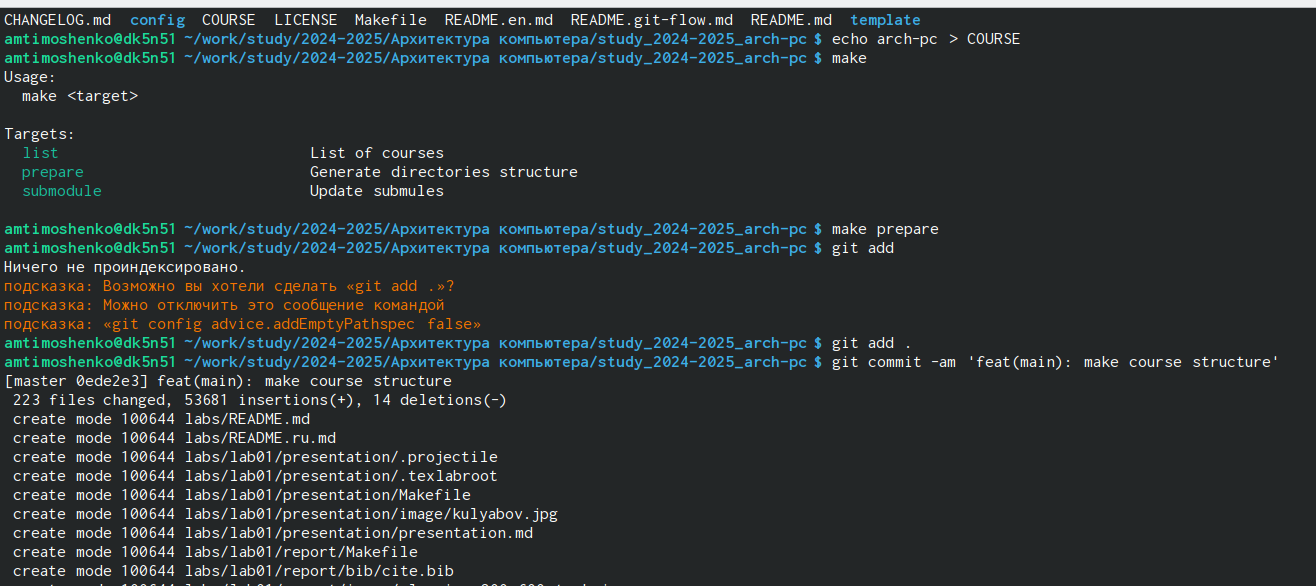 CHANGELOG.md  config  COURSE  LICENSE  Makefile  README.en.md  README.git-flow.md  README.md  template
amtimoshenko@dk5n51 ~/work/study/2024-2025/Архитектура компьютера/study_2024-2025_arch-pc $ echo arch-pc > COURSE
amtimoshenko@dk5n51 ~/work/study/2024-2025/Архитектура компьютера/study_2024-2025_arch-pc $ make
Usage:
  make <target>

Targets:
  list                            List of courses
  prepare                         Generate directories structure
  submodule                       Update submules

amtimoshenko@dk5n51 ~/work/study/2024-2025/Архитектура компьютера/study_2024-2025_arch-pc $ make prepare
amtimoshenko@dk5n51 ~/work/study/2024-2025/Архитектура компьютера/study_2024-2025_arch-pc $ git add
Ничего не проиндексировано.
подсказка: Возможно вы хотели сделать «git add .»?
подсказка: Можно отключить это сообщение командой
подсказка: «git config advice.addEmptyPathspec false»
amtimoshenko@dk5n51 ~/work/study/2024-2025/Архитектура компьютера/study_2024-2025_arch-pc $ git add .
amtimoshenko@dk5n51 ~/work/study/2024-2025/Архитектура компьютера/study_2024-2025_arch-pc $ git commit -am 'feat(main): make course structure'
[master 0ede2e3] feat(main): make course structure
 223 files changed, 53681 insertions(+), 14 deletions(-)
 create mode 100644 labs/README.md
 create mode 100644 labs/README.ru.md
 create mode 100644 labs/lab01/presentation/.projectile
 create mode 100644 labs/lab01/presentation/.texlabroot
 create mode 100644 labs/lab01/presentation/Makefile
 create mode 100644 labs/lab01/presentation/image/kulyabov.jpg
 create mode 100644 labs/lab01/presentation/presentation.md
 create mode 100644 labs/lab01/report/Makefile
 create mode 100644 labs/lab01/report/bib/cite.bib